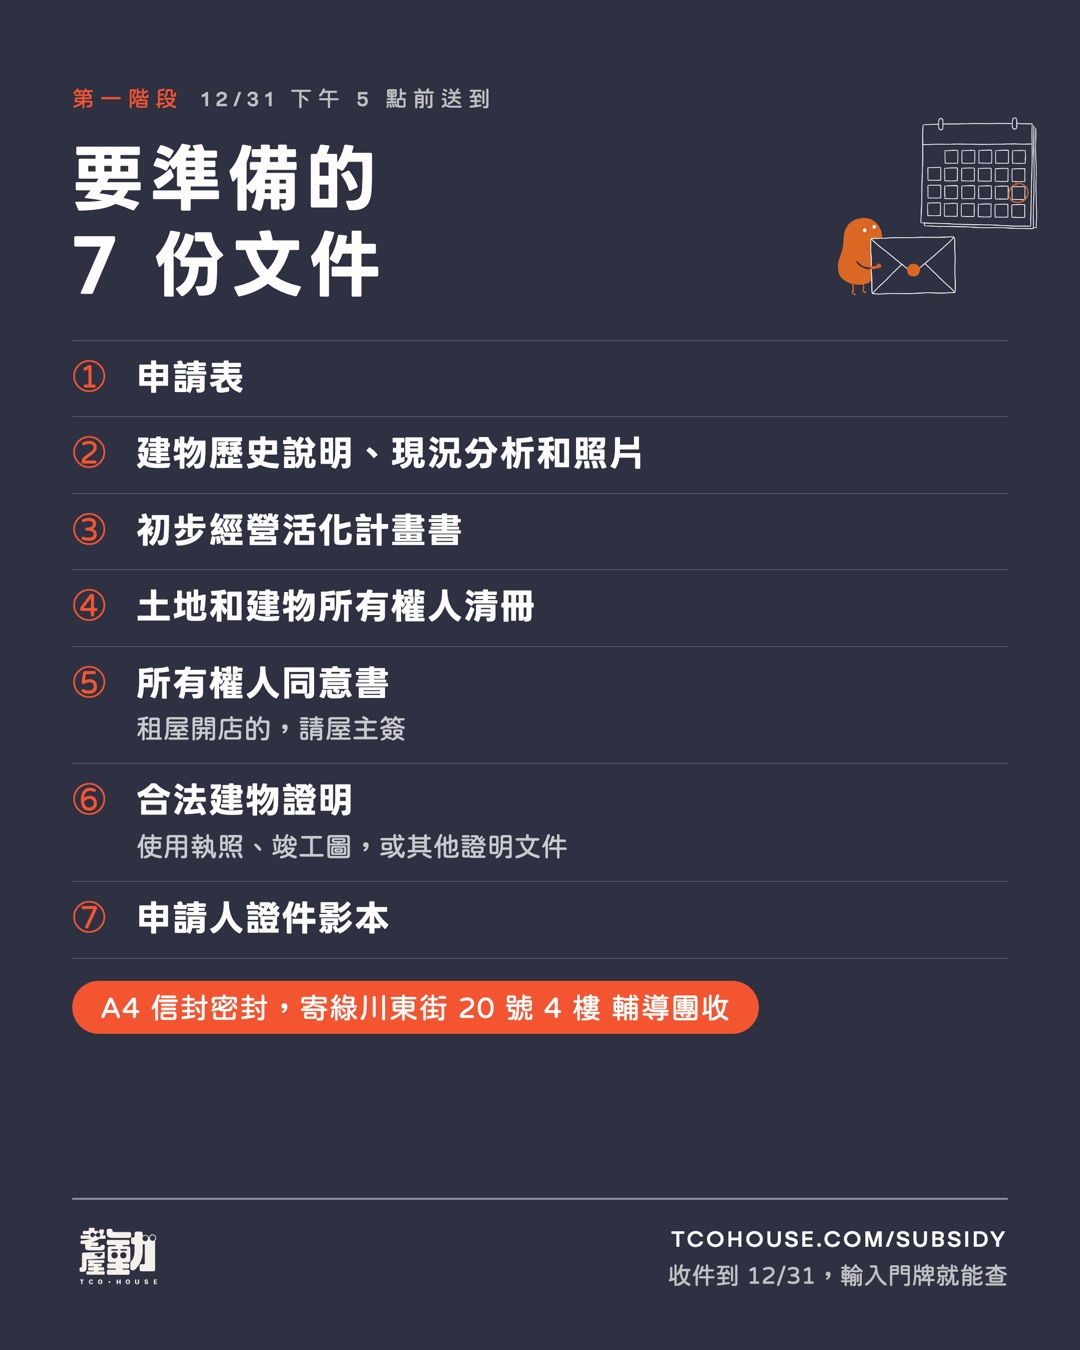 第一階段 12/31 下午 5 點前送到
要準備的
7 份文件
① 申請表
② 建物歷史說明、現況分析和照片
③ 初步經營活化計畫書
④ 土地和建物所有權人清冊
⑤ 所有權人同意書
租屋開店的，請屋主簽
⑥ 合法建物證明
使用執照、竣工圖，或其他證明文件
⑦ 申請人證件影本
A4 信封密封，寄綠川東街 20 號 4 樓 輔導團收
TCOHOUSE.COM/SUBSIDY
收件到 12/31，輸入門牌就能查
老屋動
TCO·HOUSE